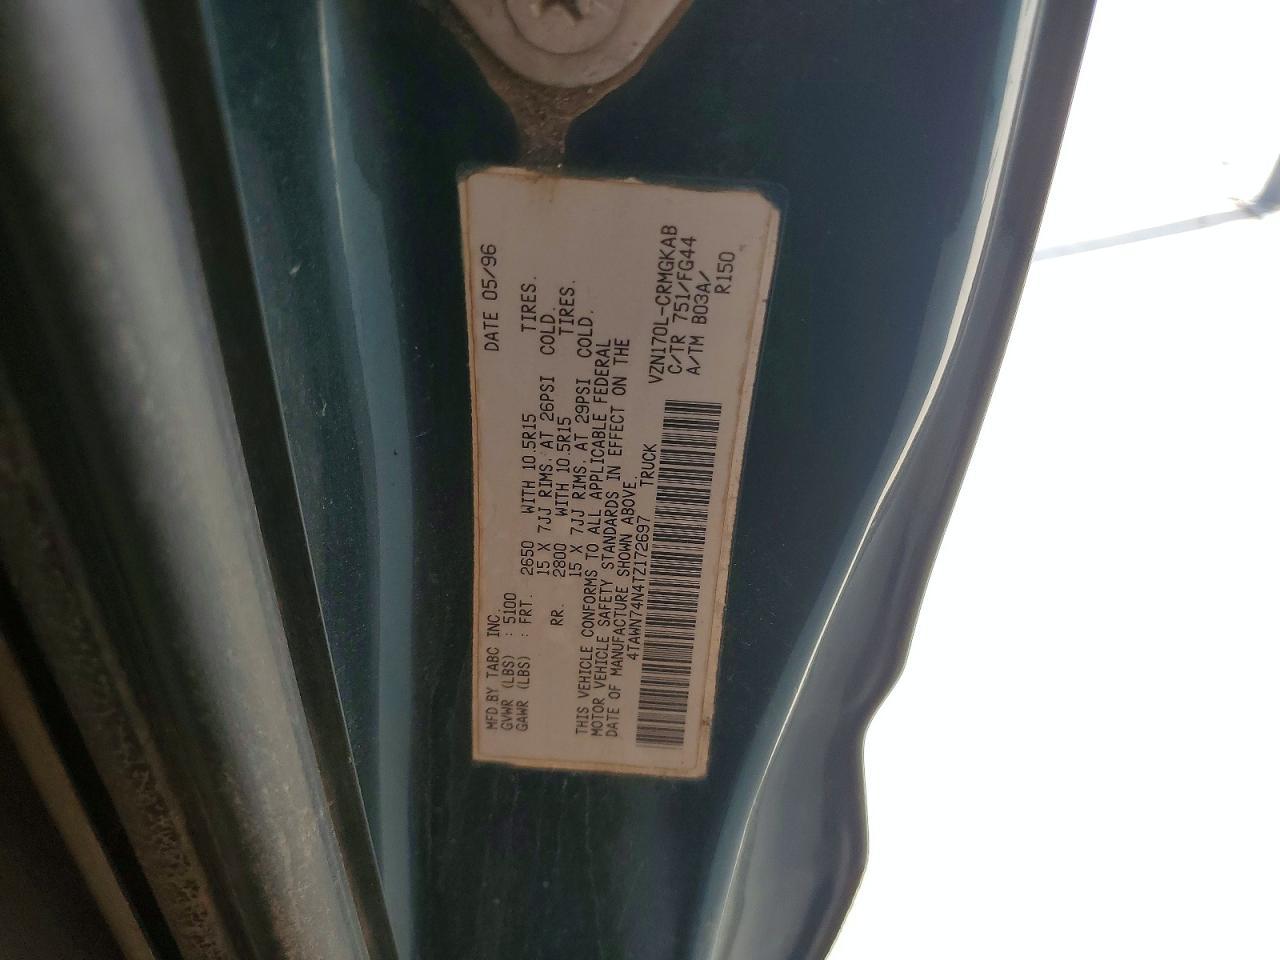 DATE 05/96
MFD.BY TABC INC.
GVWR (LBS) : 5100
GAWR (LBS) : FRT. 2650 WITH 10.5R15 TIRES.
15 X 7JJ RIMS. AT 26PSI COLD.
RR. 2800 WITH 10.5R15 TIRES.
15 X 7JJ RIMS. AT 29PSI COLD.
THIS VEHICLE CONFORMS TO ALL APPLICABLE FEDERAL
MOTOR VEHICLE SAFETY STANDARDS IN EFFECT ON THE
DATE OF MANUFACTURE SHOWN ABOVE.
4TAWN74N4TZ172697 TRUCK
VZN170L-CRMGKAB
C/TR 751/FG44
A/TM B03A/
R150